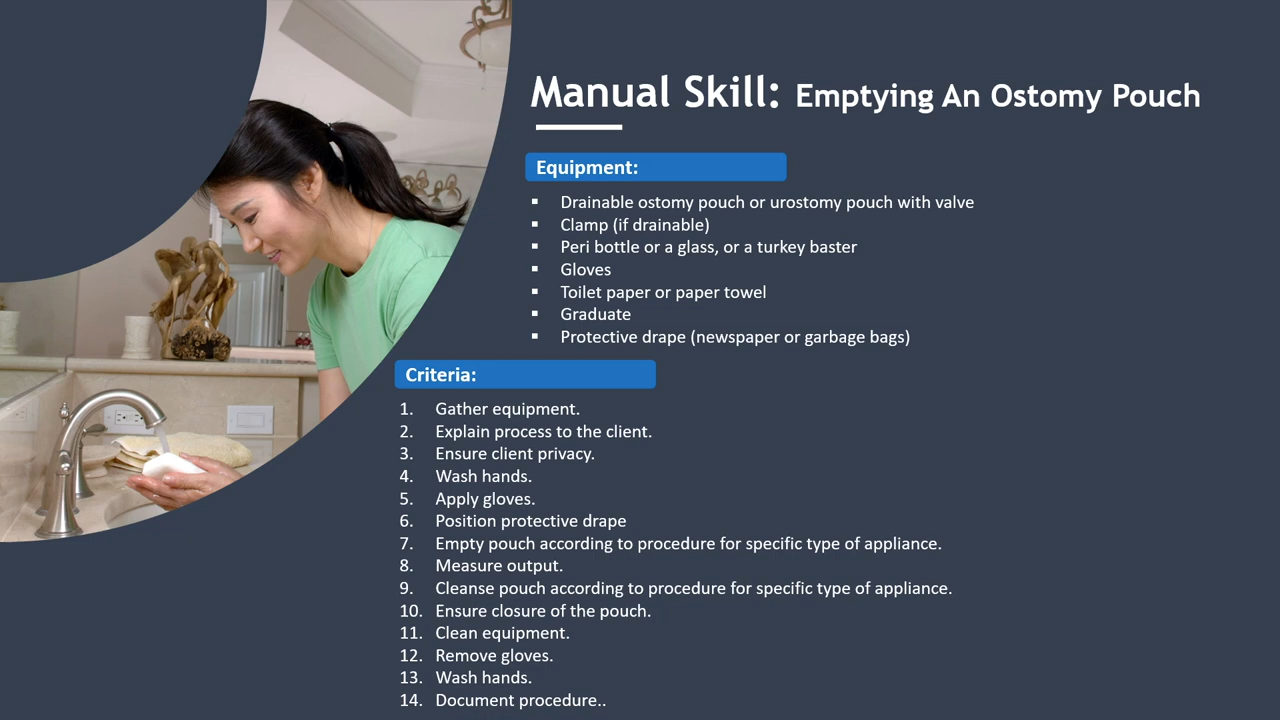 Manual Skill: Emptying An Ostomy Pouch
Equipment:
▪ Drainable ostomy pouch or urostomy pouch with valve
▪ Clamp (if drainable)
▪ Peri bottle or a glass, or a turkey baster
▪ Gloves
▪ Toilet paper or paper towel
▪ Graduate
▪ Protective drape (newspaper or garbage bags)
Criteria:
1. Gather equipment.
2. Explain process to the client.
3. Ensure client privacy.
4. Wash hands.
5. Apply gloves.
6. Position protective drape
7. Empty pouch according to procedure for specific type of appliance.
8. Measure output.
9. Cleanse pouch according to procedure for specific type of appliance.
10. Ensure closure of the pouch.
11. Clean equipment.
12. Remove gloves.
13. Wash hands.
14. Document procedure..